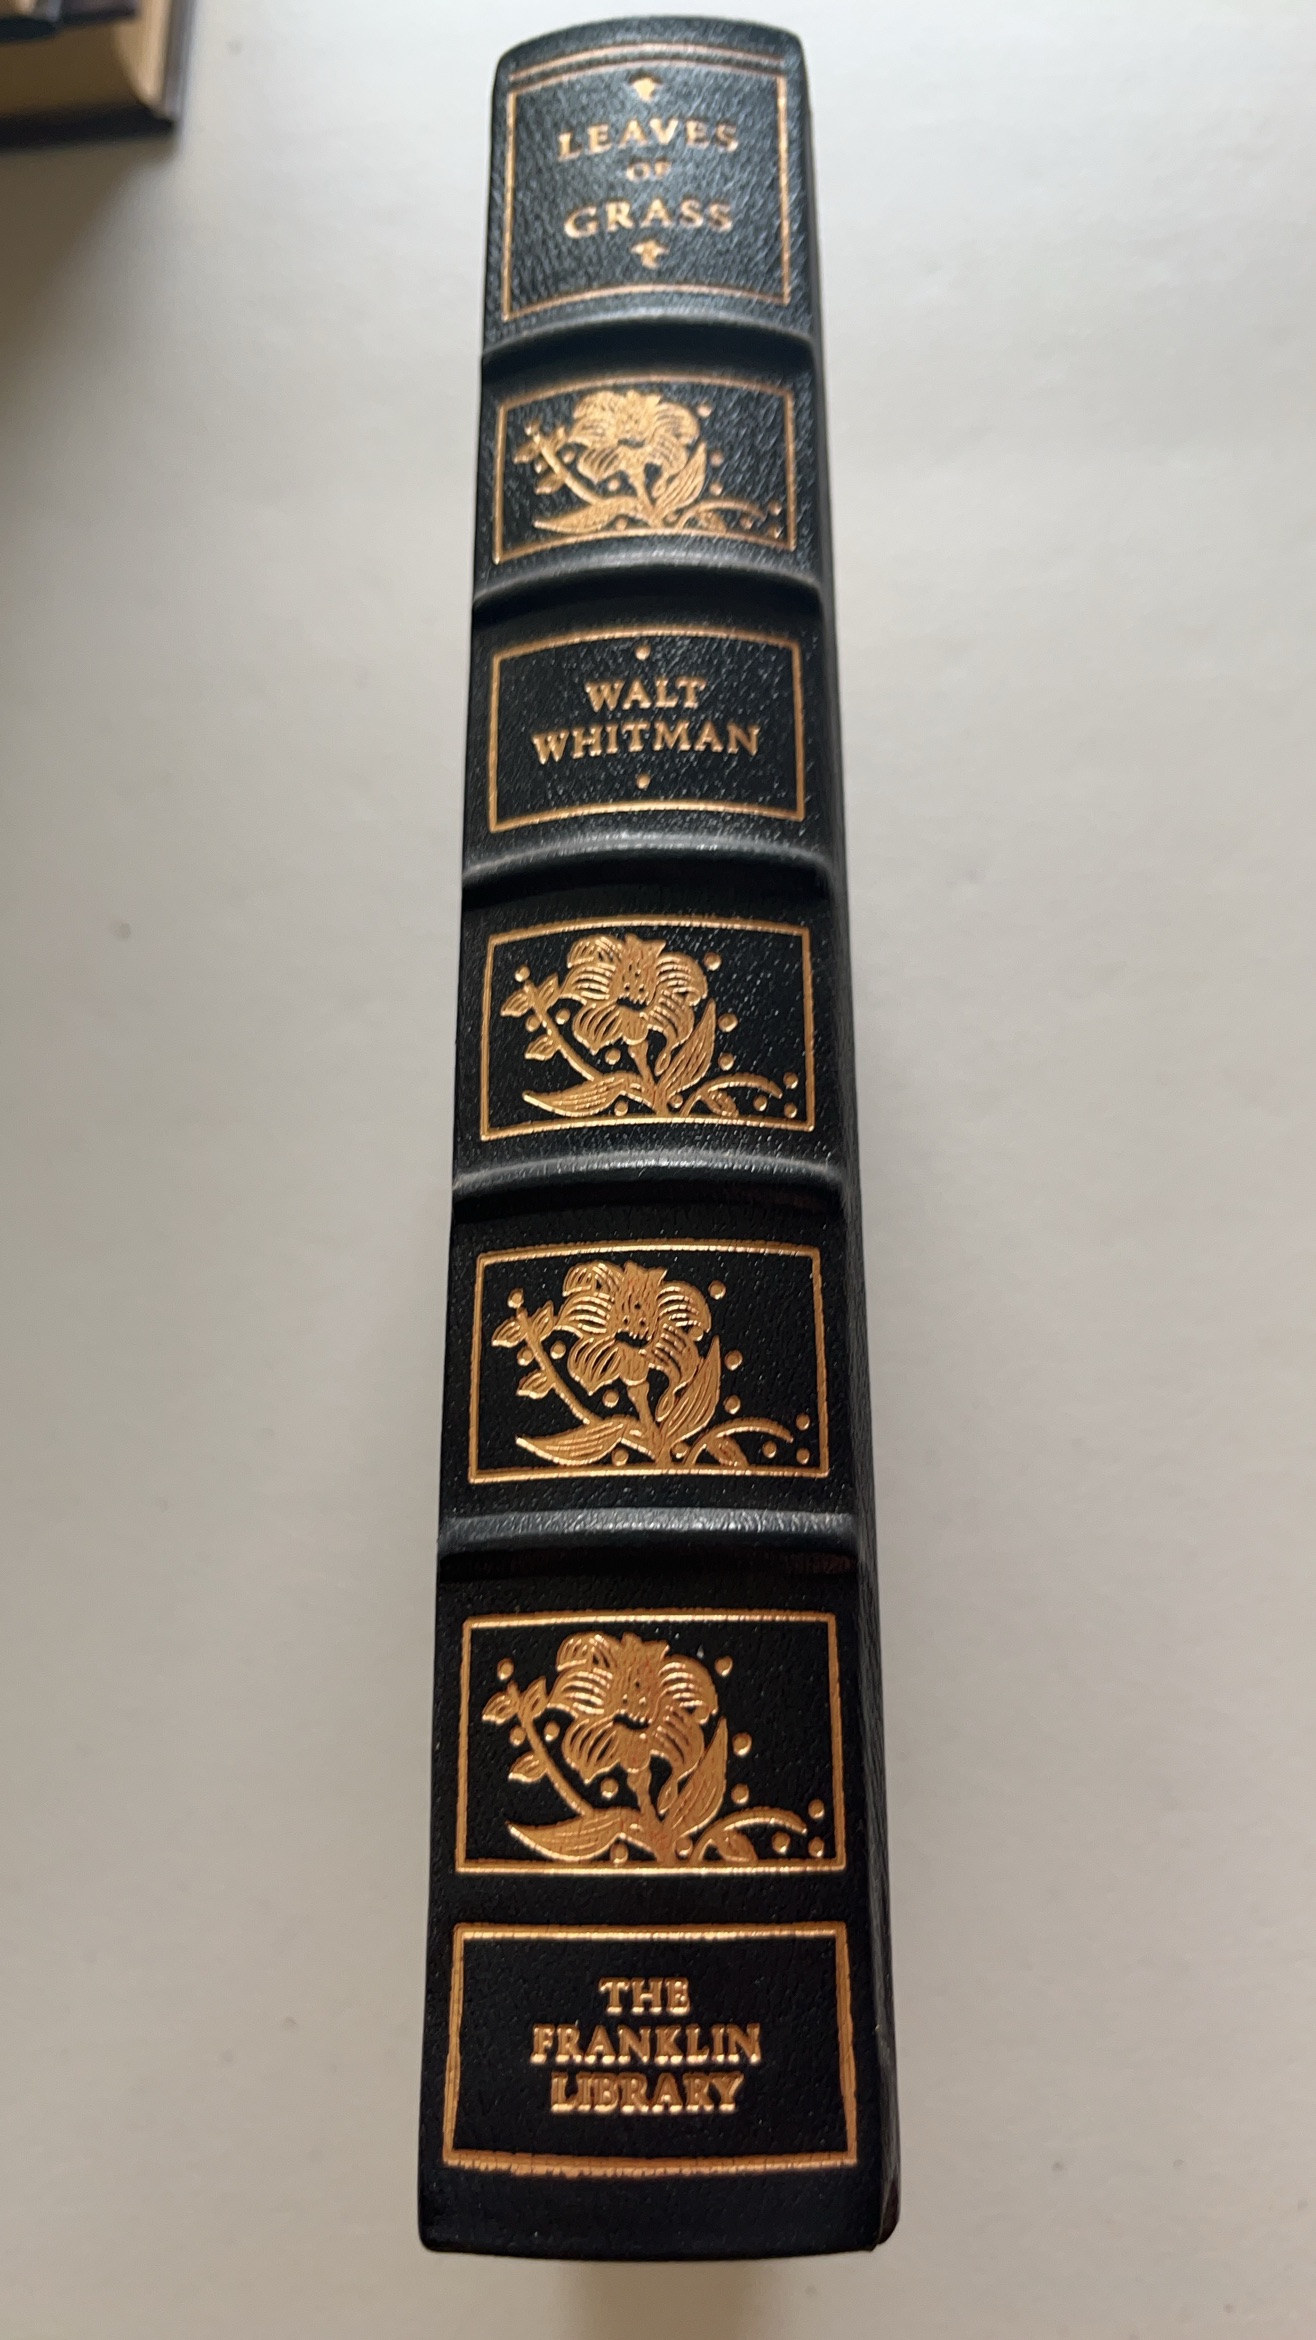 LEAVES
OF
GRASS
WALT
WHITMAN
THE
FRANKLIN
LIBRARY